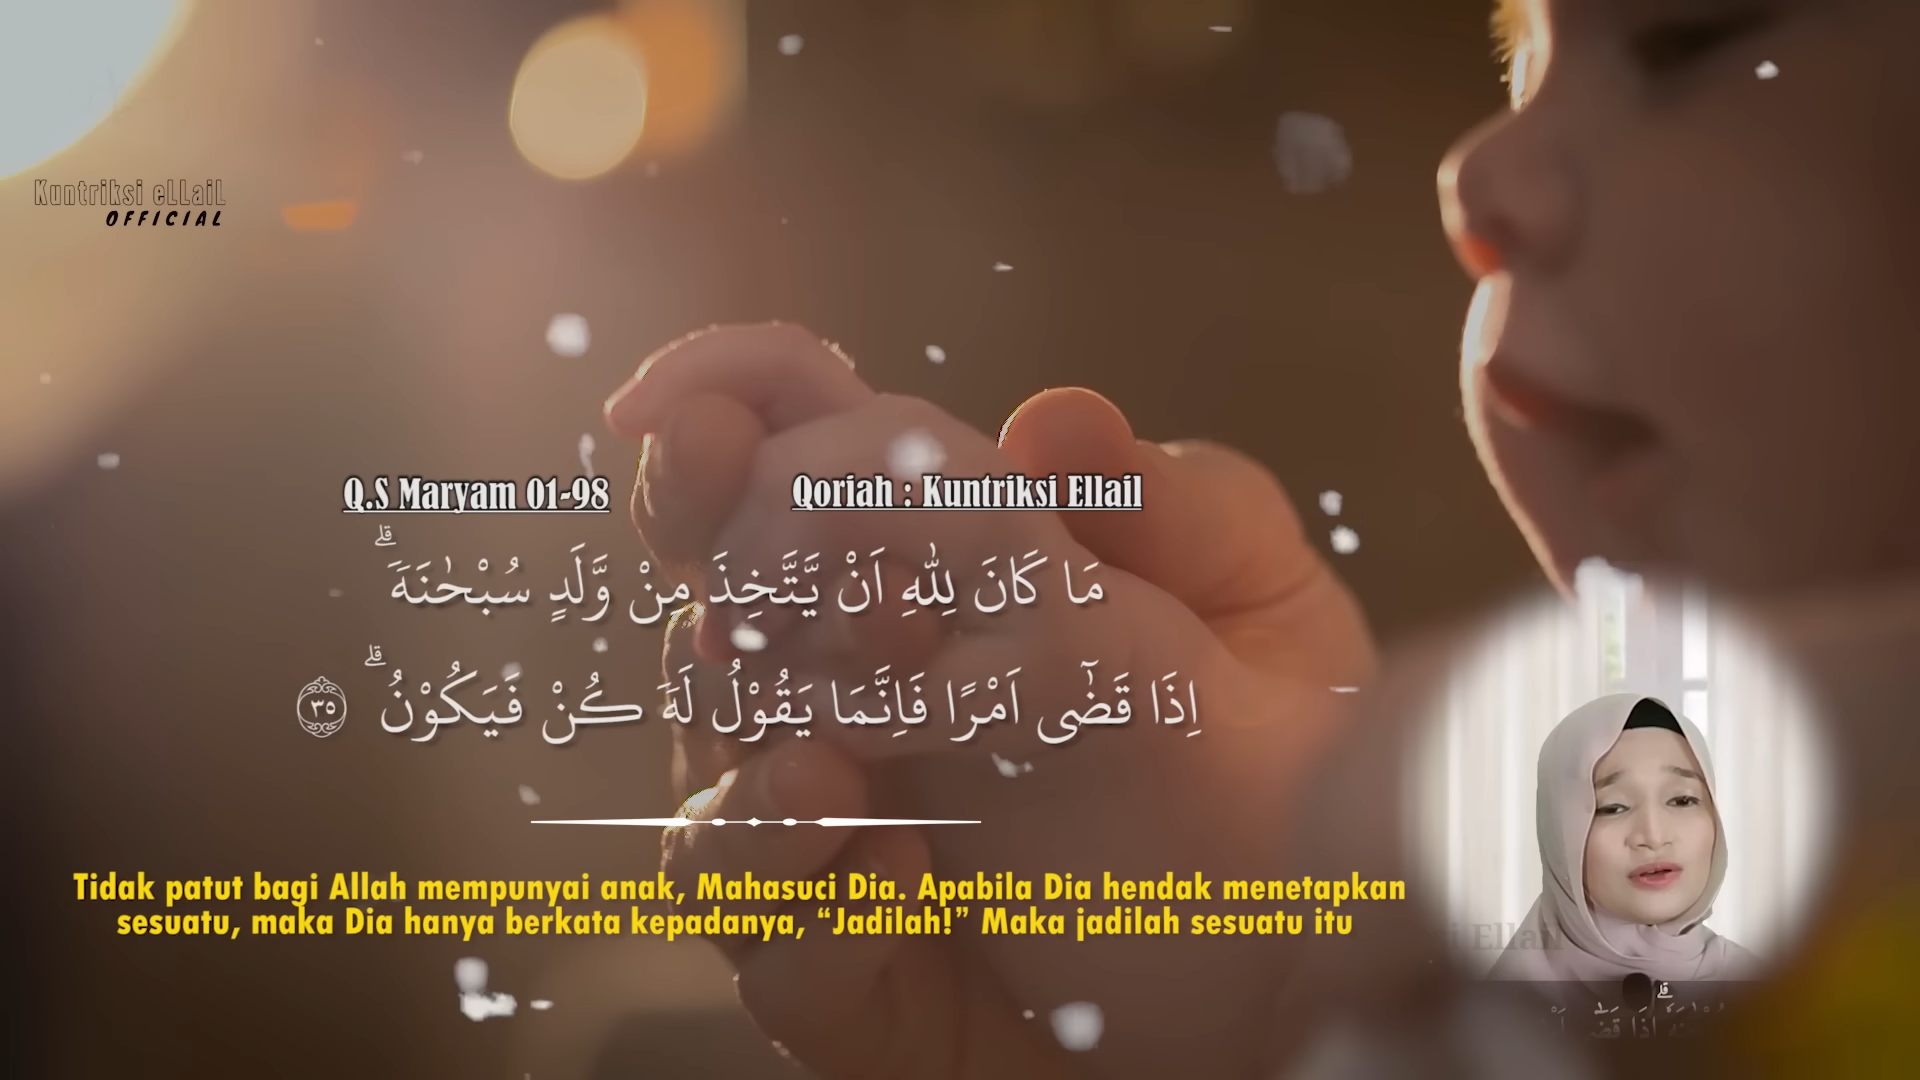 Kuntriksi eLLaiL
OFFICIAL
Q.S Maryam 01-98
Qoriah : Kuntriksi Ellail
مَا كَانَ لِلّٰهِ اَنْ يَّتَّخِذَ مِنْ وَّلَدٍ سُبْحٰنَهٗ ۗ
اِذَا قَضٰٓى اَمْرًا فَاِنَّمَا يَقُوْلُ لَهٗ كُنْ فَيَكُوْنُ ۗ ٣٥
Tidak patut bagi Allah mempunyai anak, Mahasuci Dia. Apabila Dia hendak menetapkan
sesuatu, maka Dia hanya berkata kepadanya, “Jadilah!” Maka jadilah sesuatu itu
i Ellail